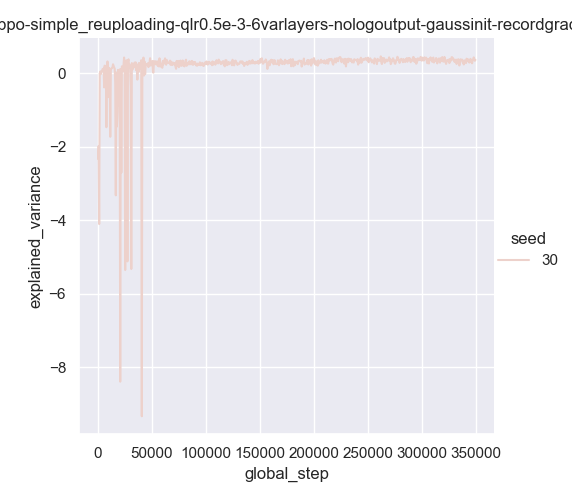 ppo-simple_reuploading-qlr0.5e-3-6varlayers-nologoutput-gaussinit-recordgrad
0
−2
−4
−6
−8
explained_variance
0 50000 100000 150000 200000 250000 300000 350000
global_step
seed
30